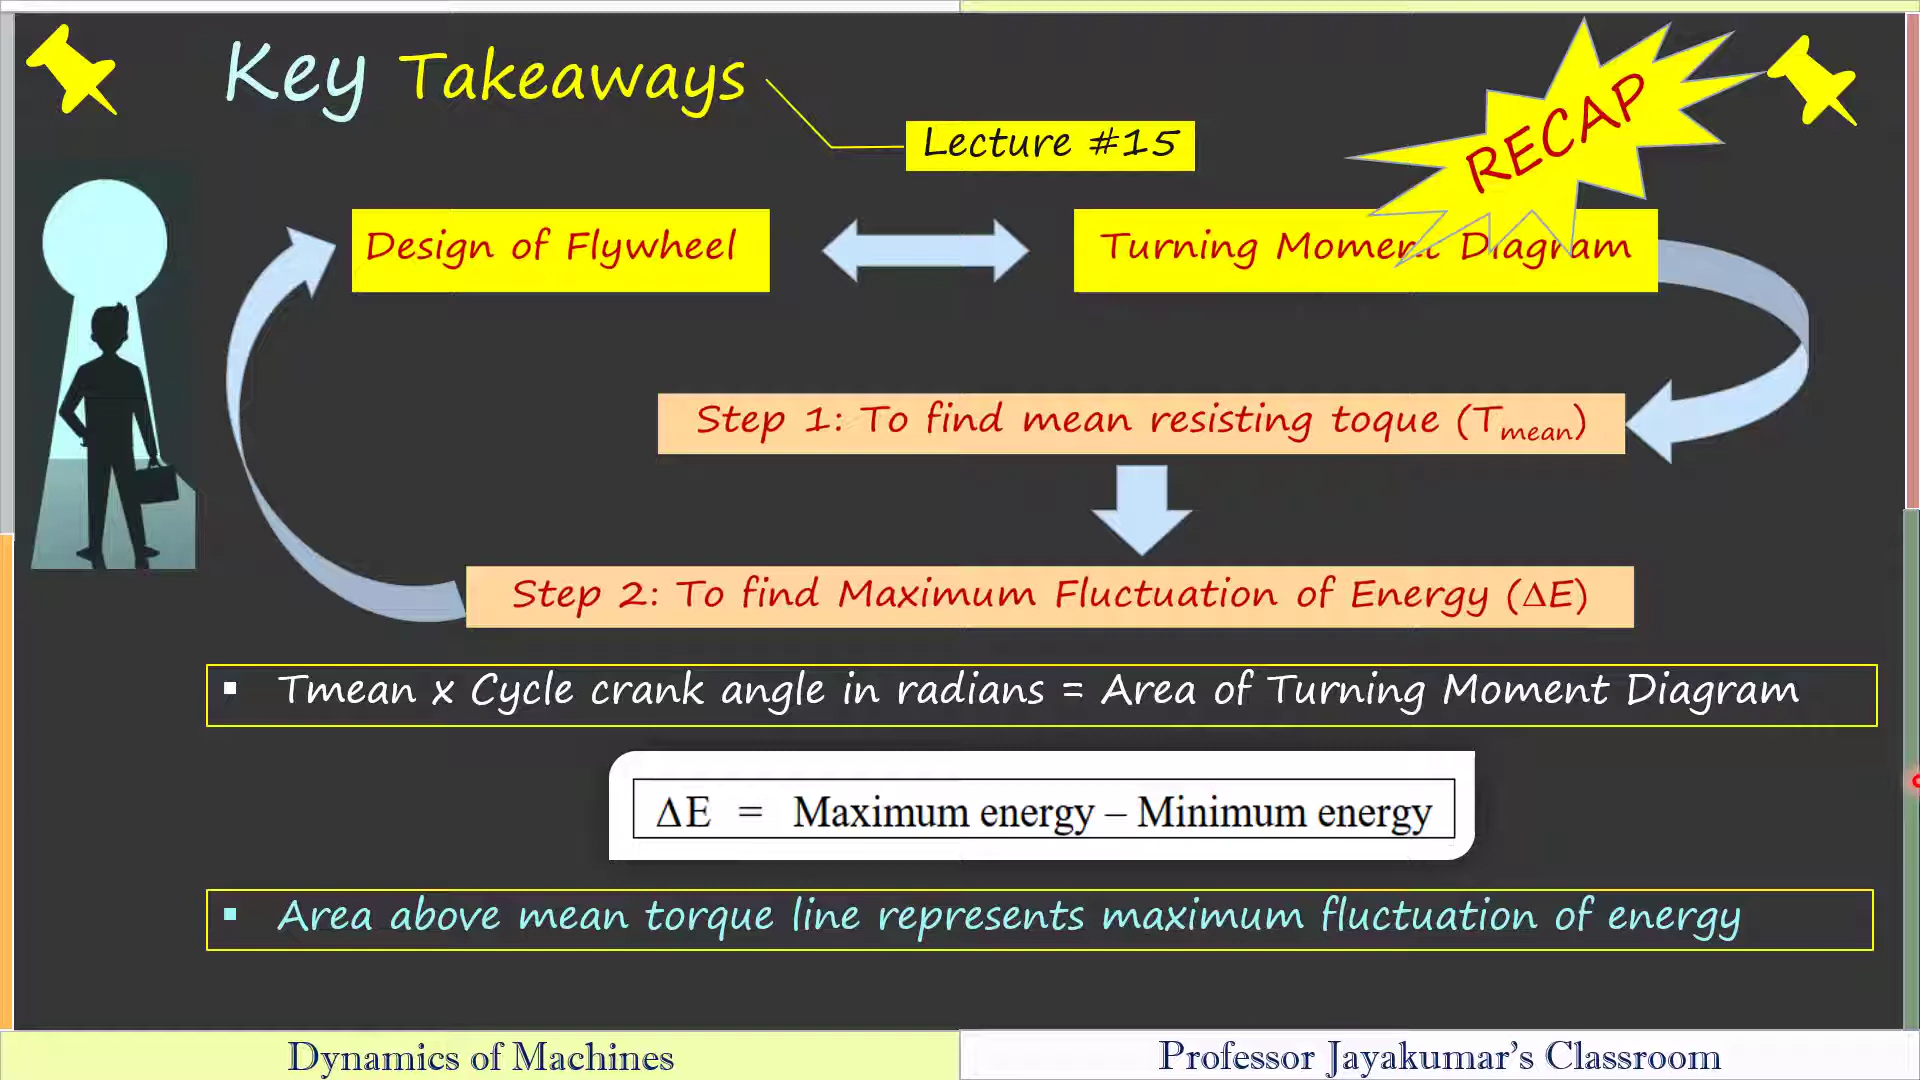 Key Takeaways
RECAP
Lecture #15
Design of Flywheel
Turning Moment Diagram
Step 1: To find mean resisting toque (Tmean)
Step 2: To find Maximum Fluctuation of Energy (ΔE)
▪ Tmean x Cycle crank angle in radians = Area of Turning Moment Diagram
ΔE = Maximum energy – Minimum energy
▪ Area above mean torque line represents maximum fluctuation of energy
Dynamics of Machines
Professor Jayakumar’s Classroom